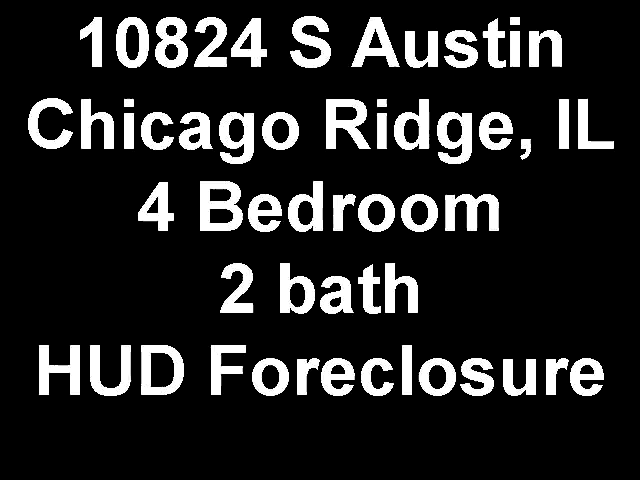 10824 S Austin
Chicago Ridge, IL
4 Bedroom
2 bath
HUD Foreclosure